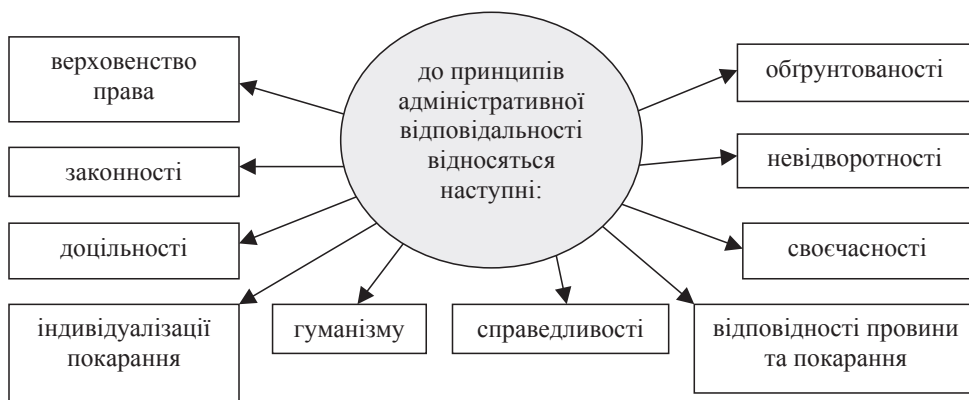 до принципів
адміністративної
відповідальності
відносяться
наступні:
верховенство
права
законності
доцільності
індивідуалізації
покарання
гуманізму
справедливості
відповідності провини
та покарання
своєчасності
невідворотності
обґрунтованості